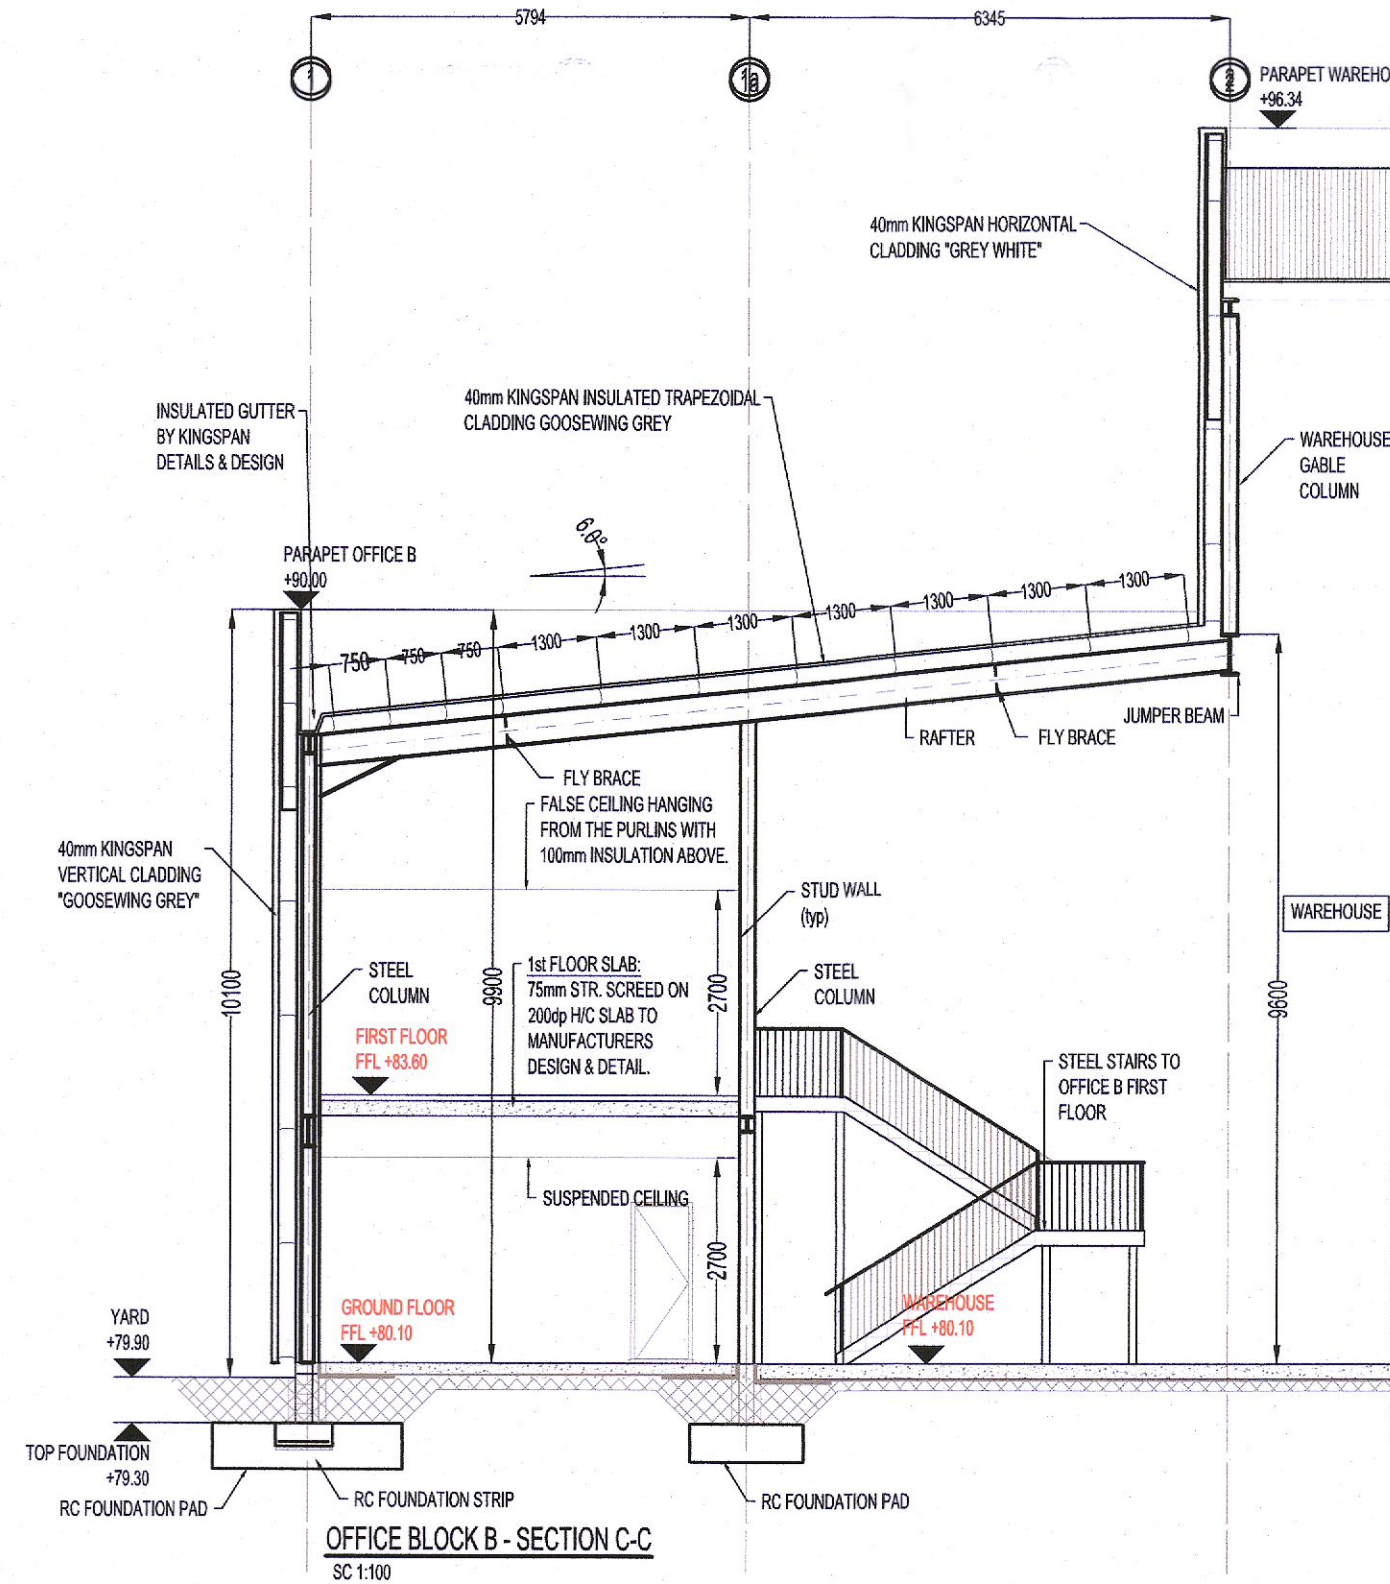 5794
6345
1
1a
2
PARAPET WAREHO
+96.34
40mm KINGSPAN HORIZONTAL
CLADDING "GREY WHITE"
40mm KINGSPAN INSULATED TRAPEZOIDAL
CLADDING GOOSEWING GREY
INSULATED GUTTER
BY KINGSPAN
DETAILS & DESIGN
WAREHOUSE
GABLE
COLUMN
6.0°
PARAPET OFFICE B
+90.00
750
750
750
1300
1300
1300
1300
1300
1300
1300
JUMPER BEAM
RAFTER
FLY BRACE
FLY BRACE
FALSE CEILING HANGING
FROM THE PURLINS WITH
100mm INSULATION ABOVE.
40mm KINGSPAN
VERTICAL CLADDING
"GOOSEWING GREY"
STUD WALL
(typ)
WAREHOUSE
STEEL
COLUMN
1st FLOOR SLAB:
75mm STR. SCREED ON
200dp H/C SLAB TO
MANUFACTURERS
DESIGN & DETAIL.
STEEL
COLUMN
10100
9900
2700
9600
FIRST FLOOR
FFL +83.60
STEEL STAIRS TO
OFFICE B FIRST
FLOOR
SUSPENDED CEILING
2700
GROUND FLOOR
FFL +80.10
WAREHOUSE
FFL +80.10
YARD
+79.90
TOP FOUNDATION
+79.30
RC FOUNDATION PAD
RC FOUNDATION STRIP
RC FOUNDATION PAD
OFFICE BLOCK B - SECTION C-C
SC 1:100